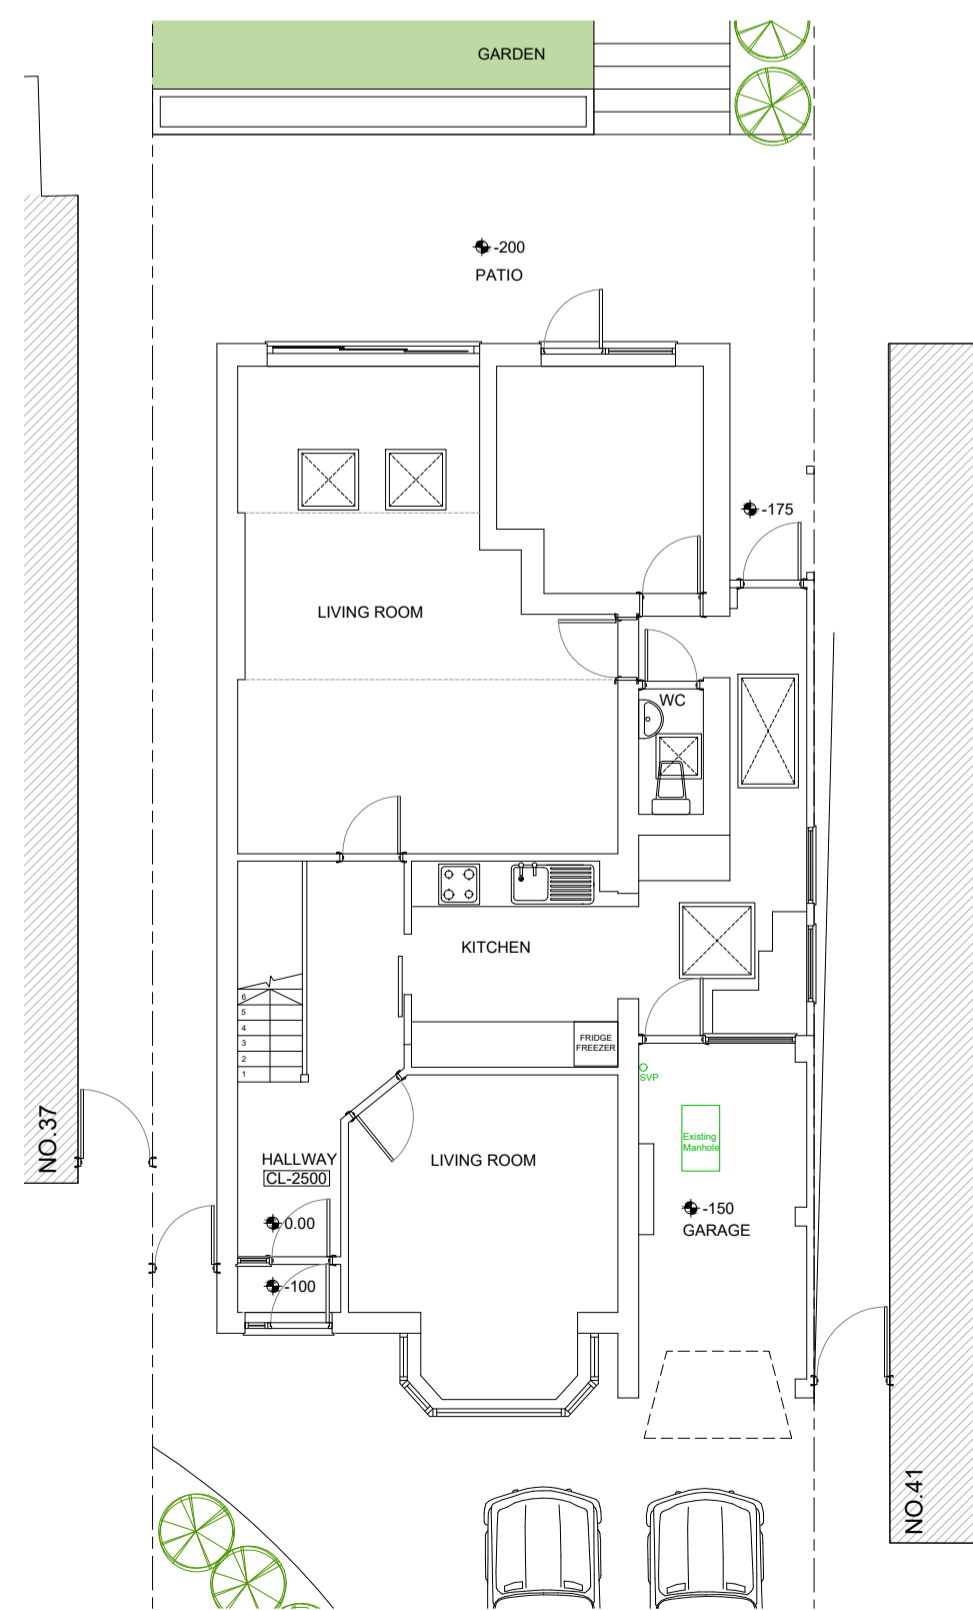 GARDEN
-200
PATIO
-175
LIVING ROOM
WC
KITCHEN
FRIDGE
FREEZER
6
5
4
3
2
1
SVP
Existing
Manhole
NO.37
HALLWAY
CL-2500
LIVING ROOM
0.00
-150
GARAGE
-100
NO.41